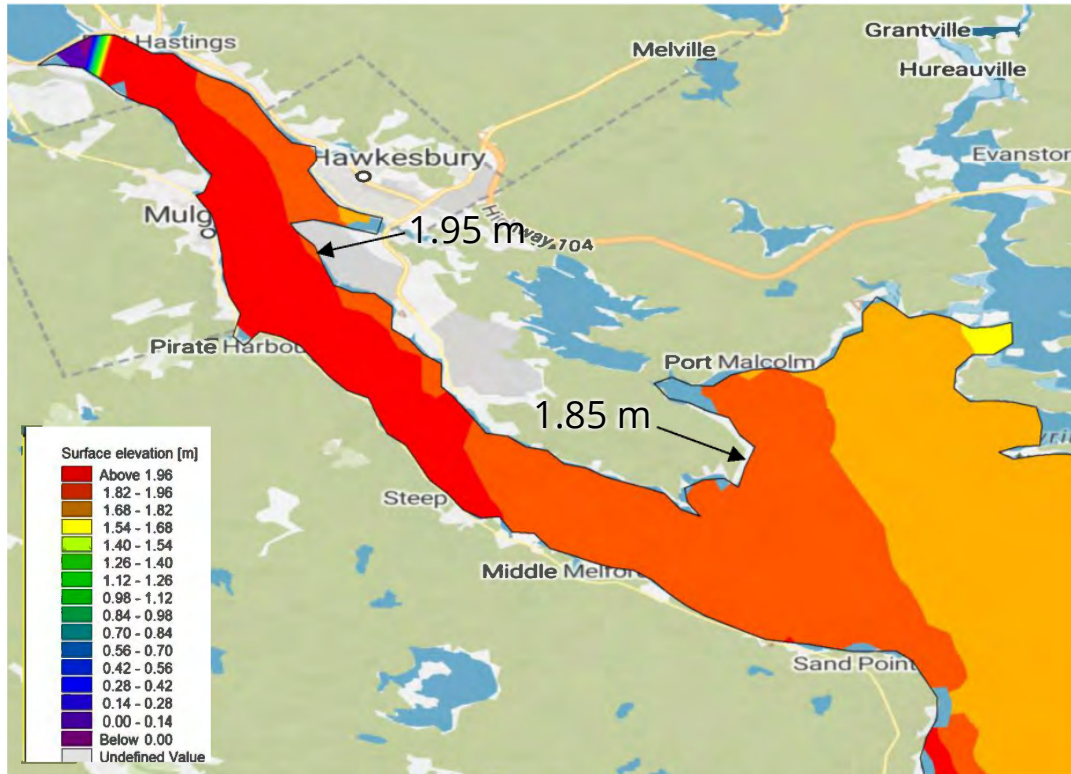 Grantville
Hastings
Melville
Hureauville
Evanston
Hawkesbury
Mulg
1.95 m
Highway 104
Pirate Harbou
Port Malcolm
1.85 m
Surface elevation [m]
Above 1.96
1.82 - 1.96
1.68 - 1.82
1.54 - 1.68
1.40 - 1.54
1.26 - 1.40
1.12 - 1.26
0.98 - 1.12
0.84 - 0.98
0.70 - 0.84
0.56 - 0.70
0.42 - 0.56
0.28 - 0.42
0.14 - 0.28
0.00 - 0.14
Below 0.00
Undefined Value
Steep
Middle Melford
Sand Point